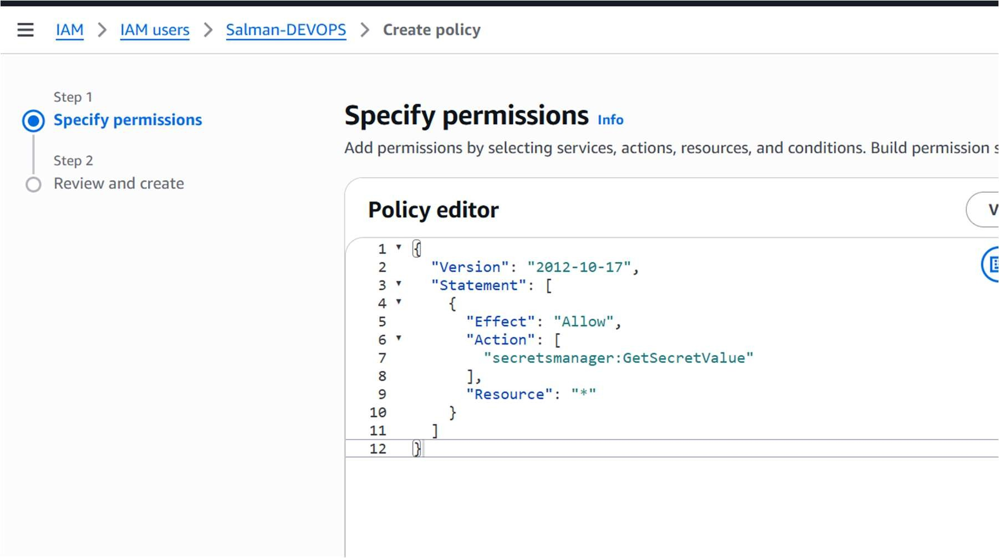 IAM > IAM users > Salman-DEVOPS > Create policy
Step 1
Specify permissions
Step 2
Review and create
Specify permissions Info
Add permissions by selecting services, actions, resources, and conditions. Build permission s
Policy editor
V
1 {
2 "Version": "2012-10-17",
3 "Statement": [
4 {
5 "Effect": "Allow",
6 "Action": [
7 "secretsmanager:GetSecretValue"
8 ],
9 "Resource": "*"
10 }
11 ]
12 }